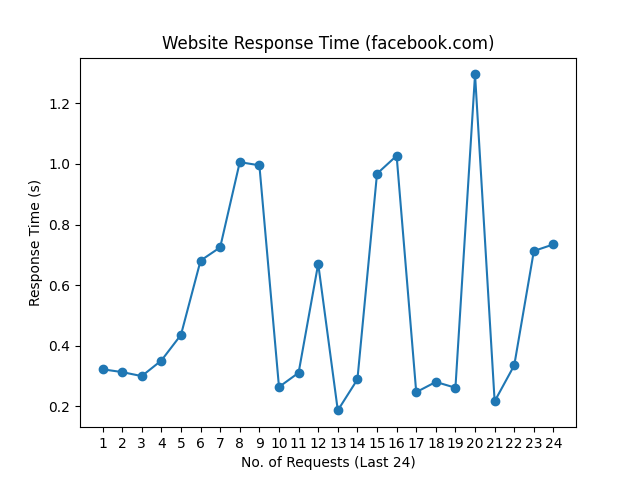 Website Response Time (facebook.com)
Response Time (s)
1.2
1.0
0.8
0.6
0.4
0.2
1 2 3 4 5 6 7 8 9 10 11 12 13 14 15 16 17 18 19 20 21 22 23 24
No. of Requests (Last 24)